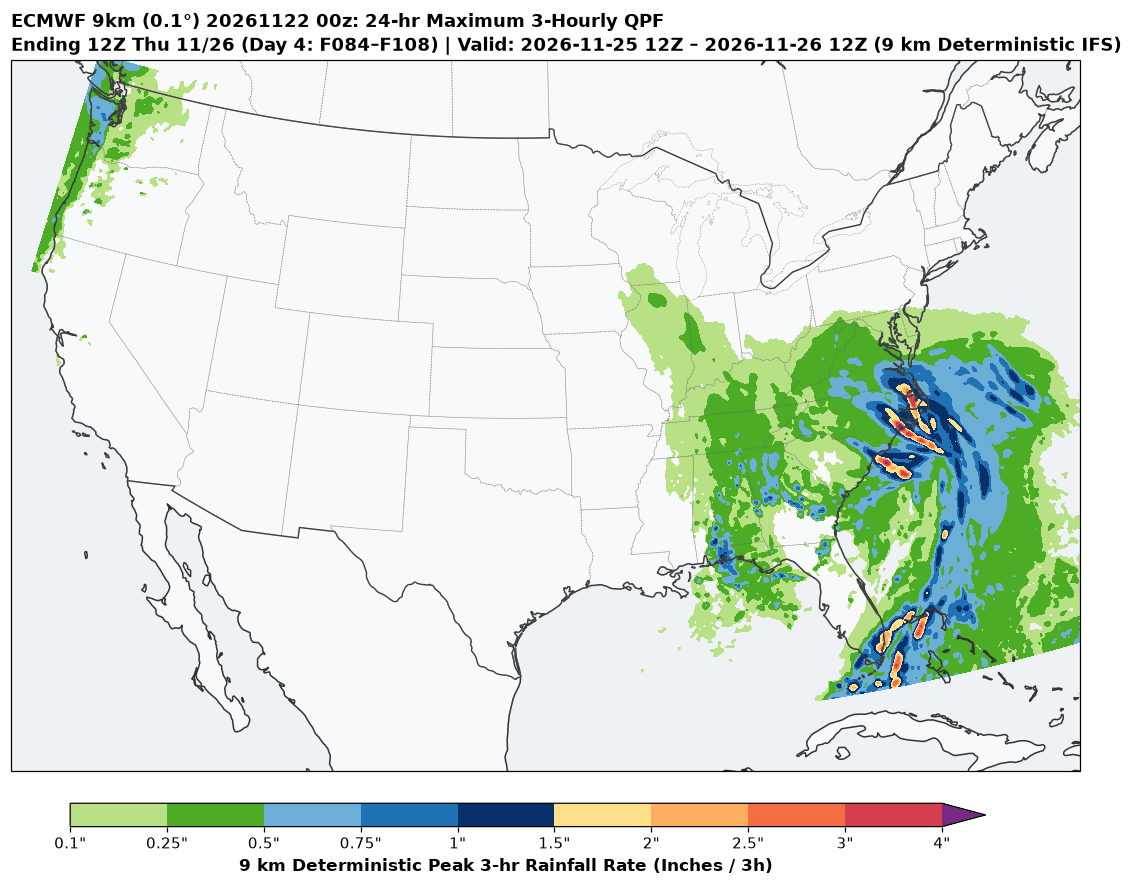 ECMWF 9km (0.1°) 20261122 00z: 24-hr Maximum 3-Hourly QPF
Ending 12Z Thu 11/26 (Day 4: F084–F108) | Valid: 2026-11-25 12Z – 2026-11-26 12Z (9 km Deterministic IFS)
0.1" 0.25" 0.5" 0.75" 1" 1.5" 2" 2.5" 3" 4"
9 km Deterministic Peak 3-hr Rainfall Rate (Inches / 3h)